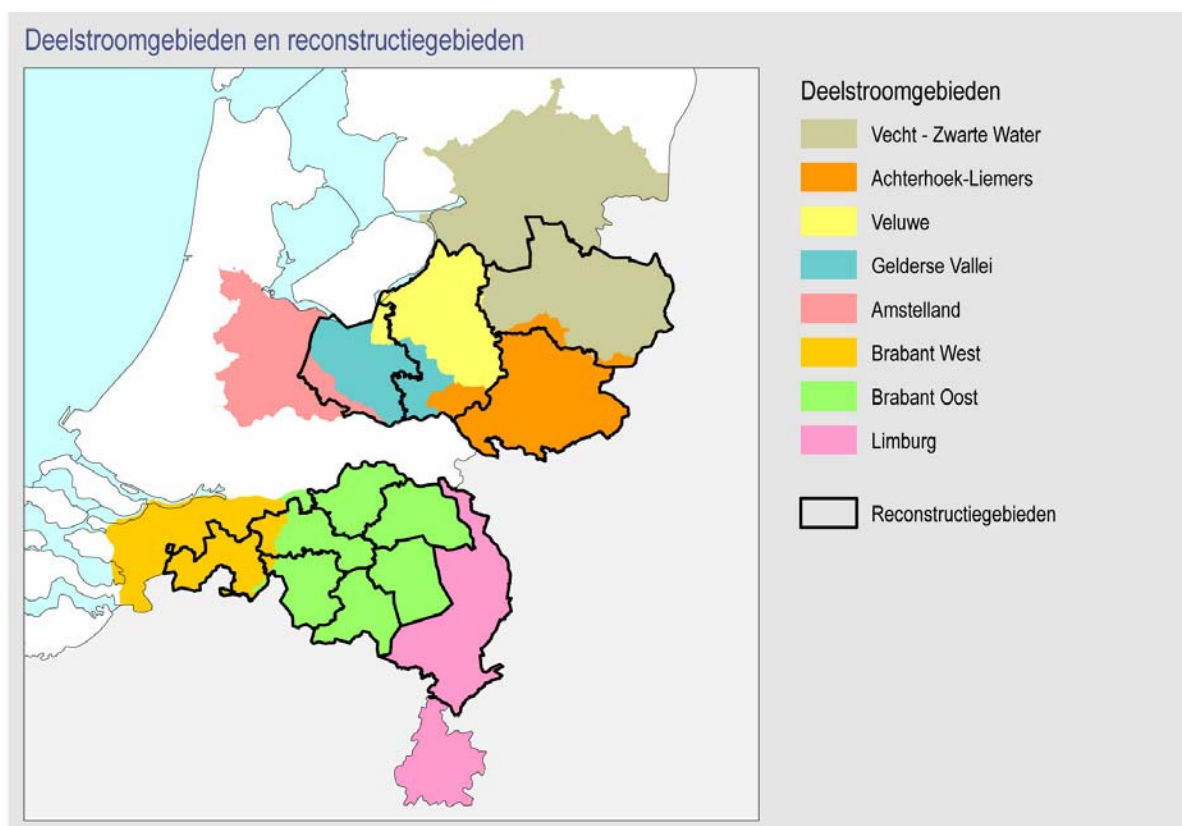 Deelstroomgebieden en reconstructiegebieden
Deelstroomgebieden
Vecht - Zwarte Water
Achterhoek-Liemers
Veluwe
Gelderse Vallei
Amstelland
Brabant West
Brabant Oost
Limburg
Reconstructiegebieden